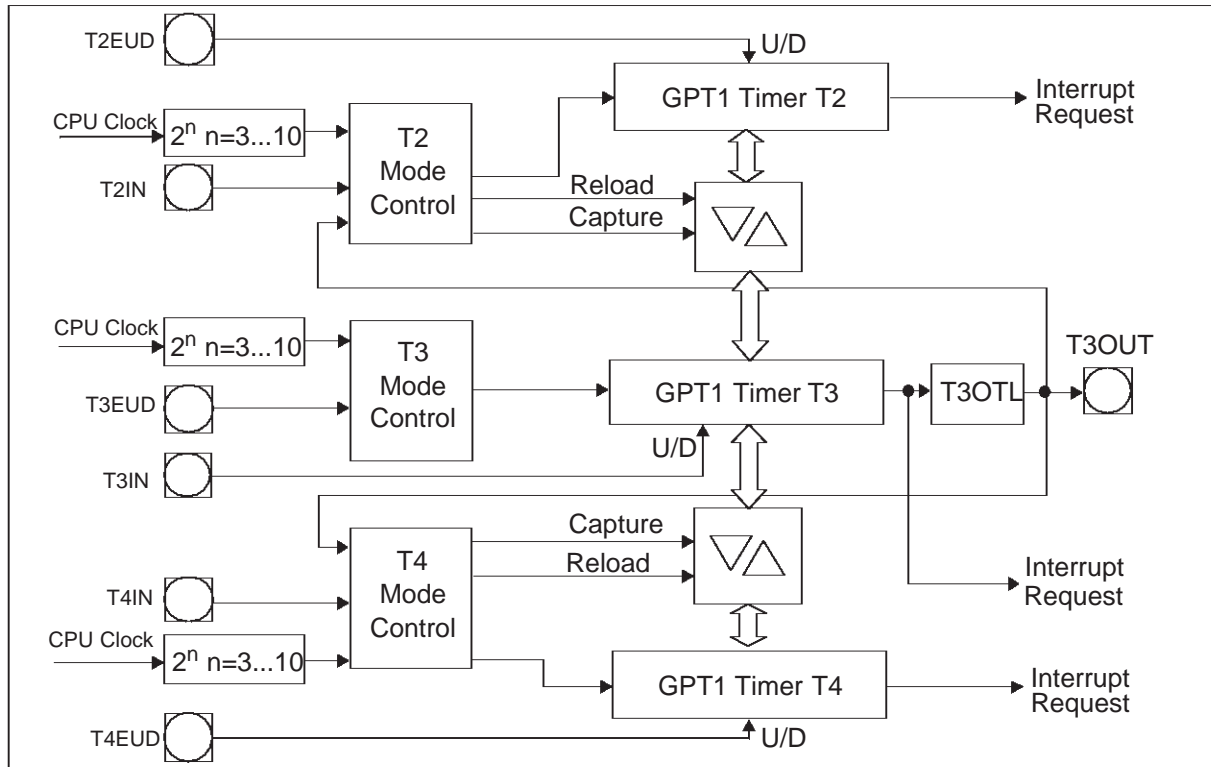 T2EUD
U/D
GPT1 Timer T2
Interrupt
Request
CPU Clock
2ⁿ n=3...10
T2
Mode
Control
T2IN
Reload
Capture
CPU Clock
2ⁿ n=3...10
T3
Mode
Control
T3OUT
GPT1 Timer T3
T3OTL
T3EUD
U/D
T3IN
Capture
T4
Mode
Control
Reload
Interrupt
Request
T4IN
CPU Clock
2ⁿ n=3...10
GPT1 Timer T4
Interrupt
Request
T4EUD
U/D